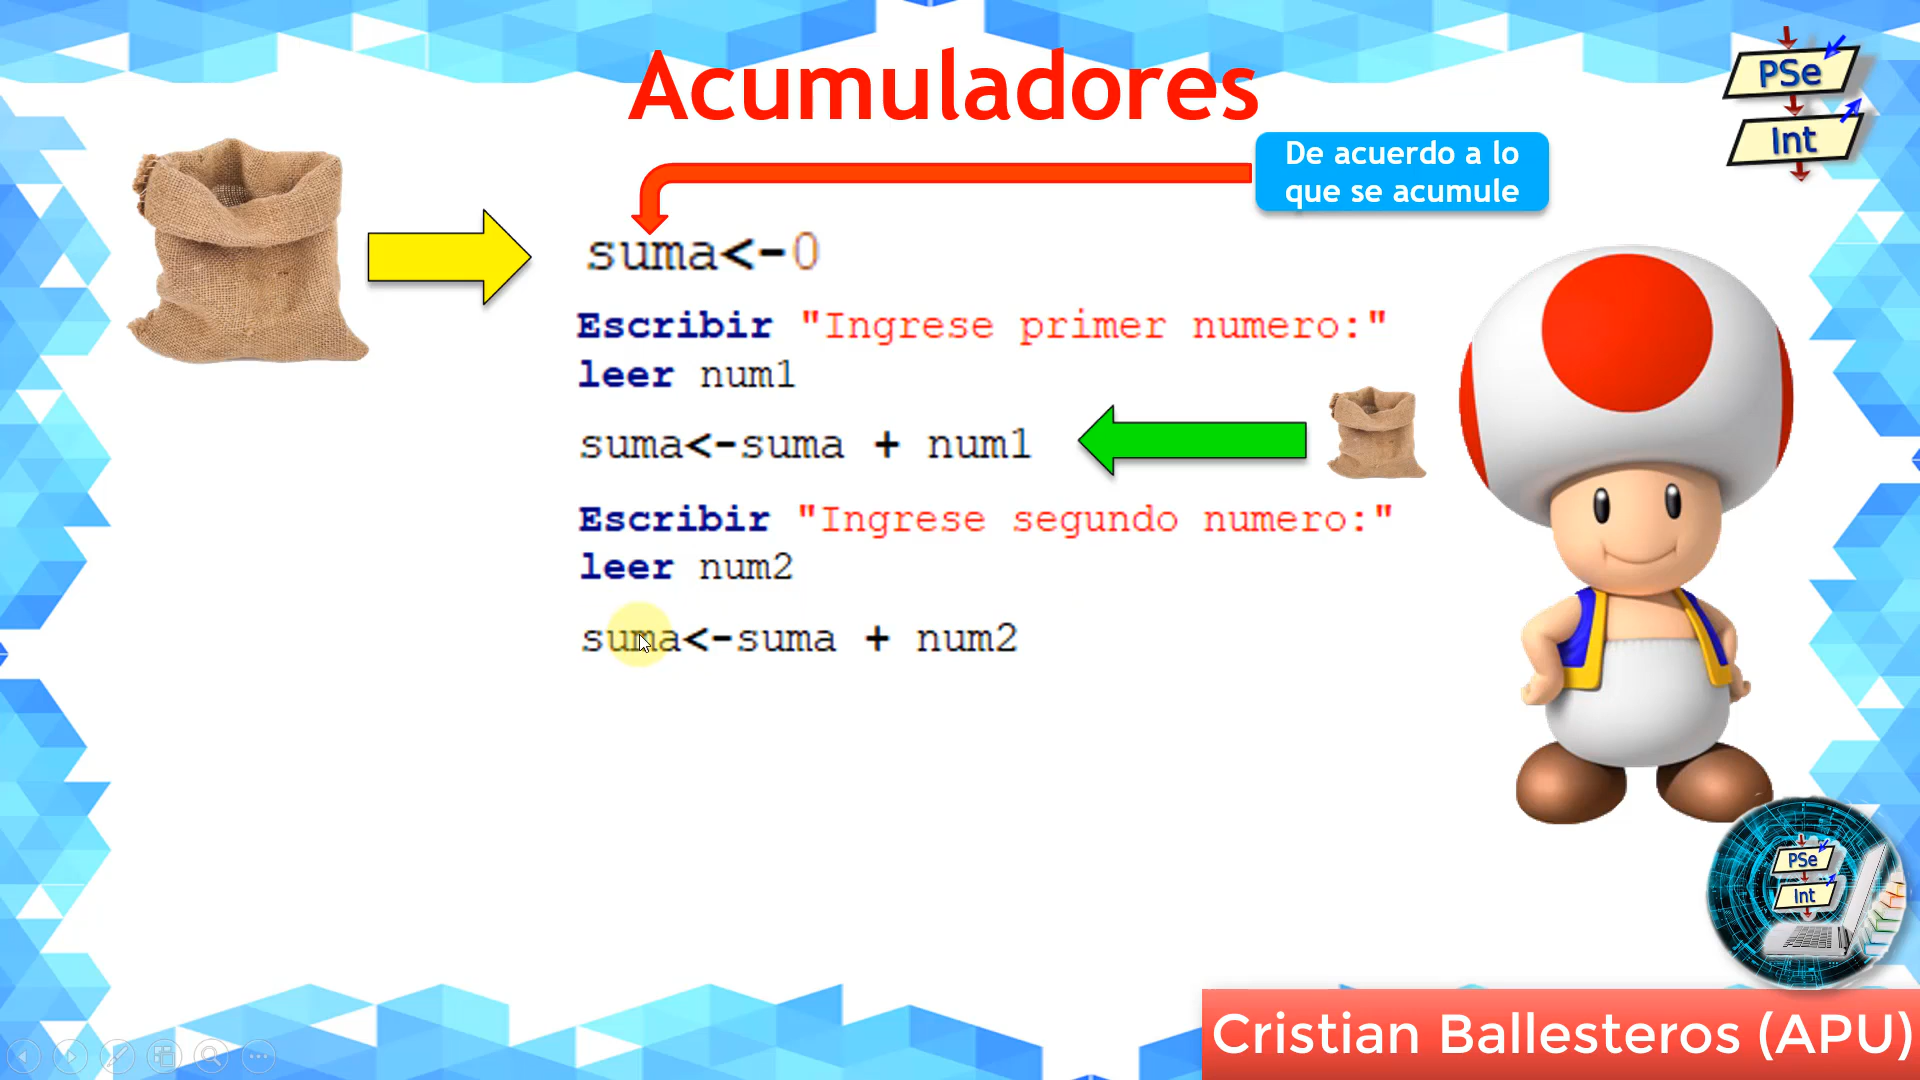 Acumuladores
PSe
Int
De acuerdo a lo
que se acumule
suma<-0
Escribir "Ingrese primer numero:"
leer num1
suma<-suma + num1
Escribir "Ingrese segundo numero:"
leer num2
suma<-suma + num2
PSe
Int
Cristian Ballesteros (APU)